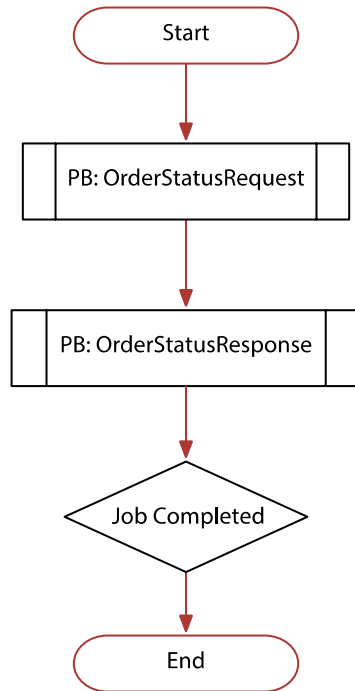 Start
PB: OrderStatusRequest
PB: OrderStatusResponse
Job Completed
End